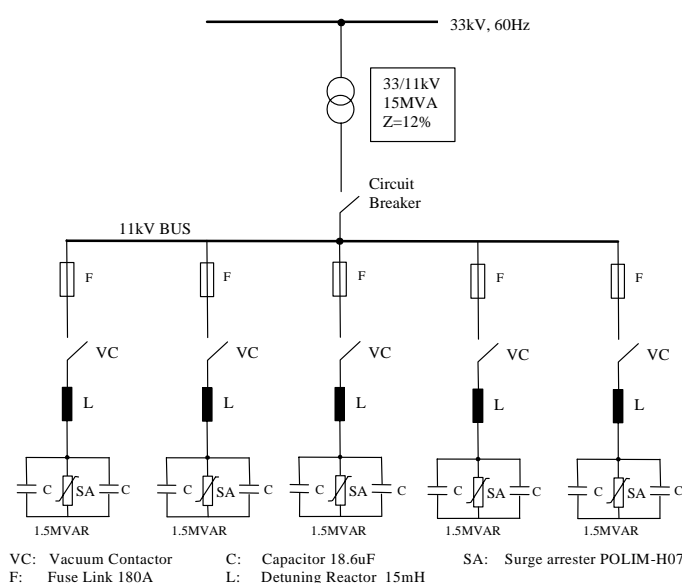 33kV, 60Hz
33/11kV
15MVA
Z=12%
Circuit
Breaker
11kV BUS
F F F F F
VC VC VC VC VC
L L L L L
C SA C C SA C C SA C C SA C C SA C
1.5MVAR 1.5MVAR 1.5MVAR 1.5MVAR 1.5MVAR
VC: Vacuum Contactor C: Capacitor 18.6uF SA: Surge arrester POLIM-H07
F: Fuse Link 180A L: Detuning Reactor 15mH